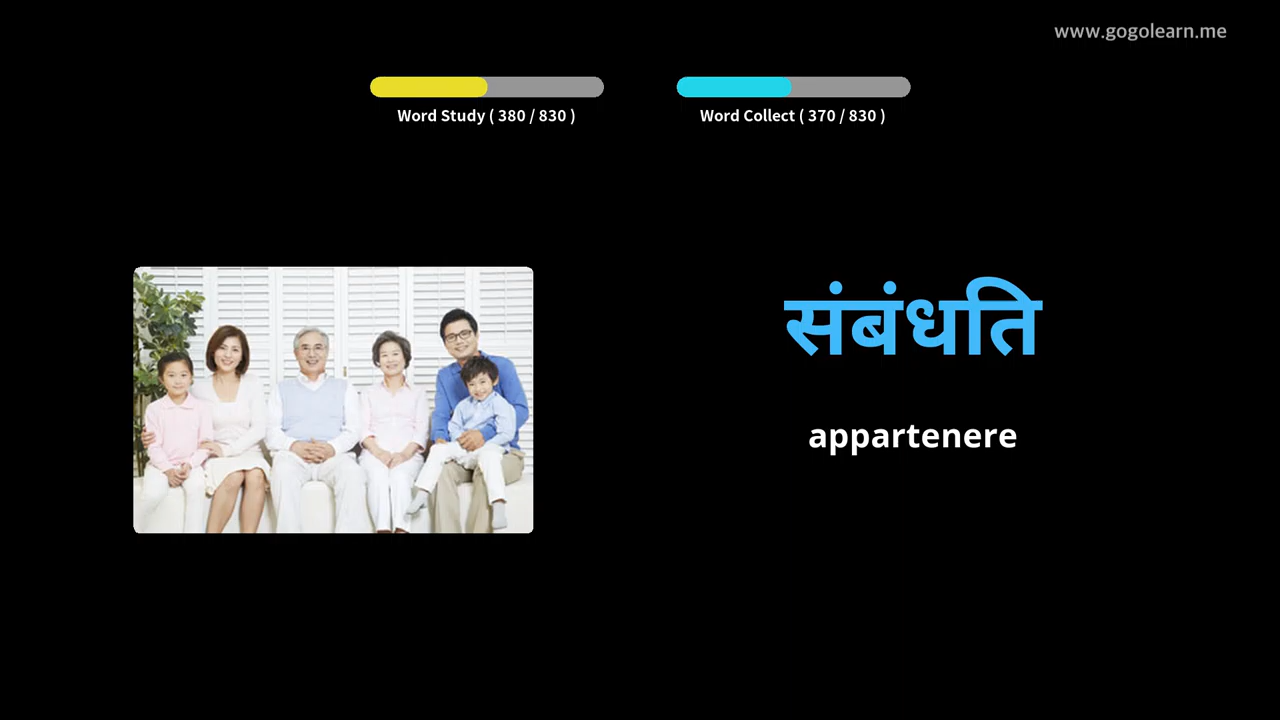 www.gogolearn.me
Word Study ( 380 / 830 )
Word Collect ( 370 / 830 )
संबंधति
appartenere